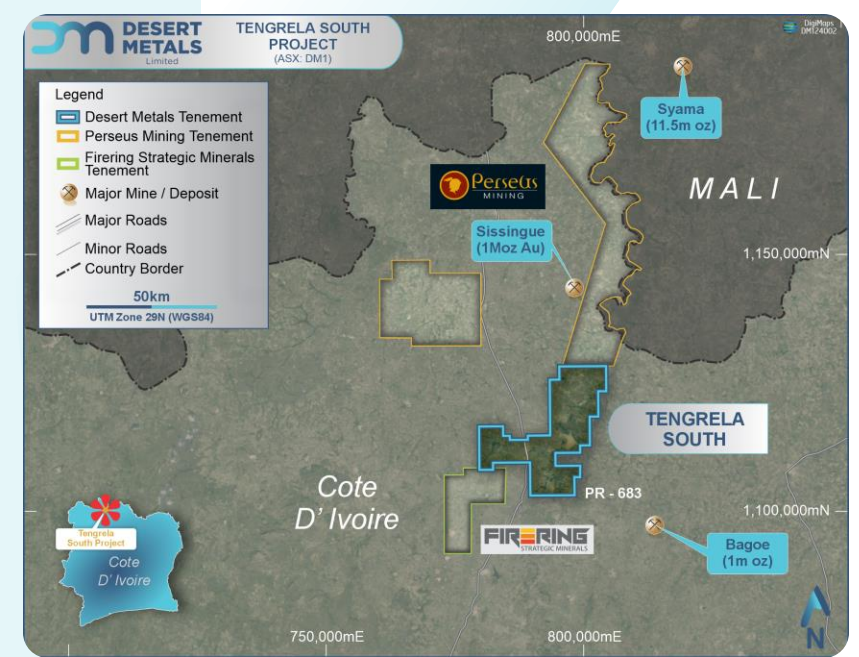 DESERT
METALS
Limited
TENGRELA SOUTH
PROJECT
(ASX: DM1)
800,000mE
DigiMaps
DMT24002
Legend
Desert Metals Tenement
Perseus Mining Tenement
Firering Strategic Minerals
Tenement
Major Mine / Deposit
Major Roads
Minor Roads
Country Border
50km
UTM Zone 29N (WGS84)
Syama
(11.5m oz)
Perseus
MINING
MALI
Sissingue
(1Moz Au)
1,150,000mN
TENGRELA
SOUTH
Cote
D' Ivoire
PR - 683
1,100,000mN
FIRERING
STRATEGIC MINERALS
Bagoe
(1m oz)
Tengrela
South Project
Cote
D' Ivoire
750,000mE
800,000mE
N